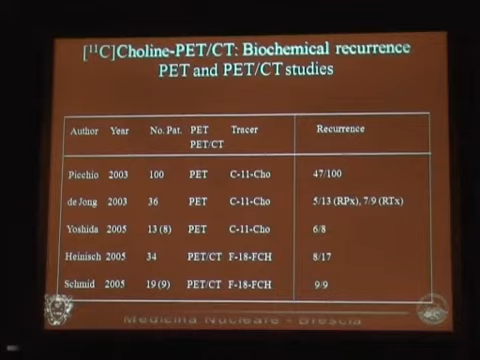 [¹¹C]Choline-PET/CT: Biochemical recurrence
PET and PET/CT studies
Author Year No. Pat. PET Tracer Recurrence
PET/CT
Picchio 2003 100 PET C-11-Cho 47/100
de Jong 2003 36 PET C-11-Cho 5/13 (RPx), 7/9 (RTx)
Yoshida 2005 13 (8) PET C-11-Cho 6/8
Heinisch 2005 34 PET/CT F-18-FCH 8/17
Schmid 2005 19 (9) PET/CT F-18-FCH 9/9
Medicina Nucleare - Brescia